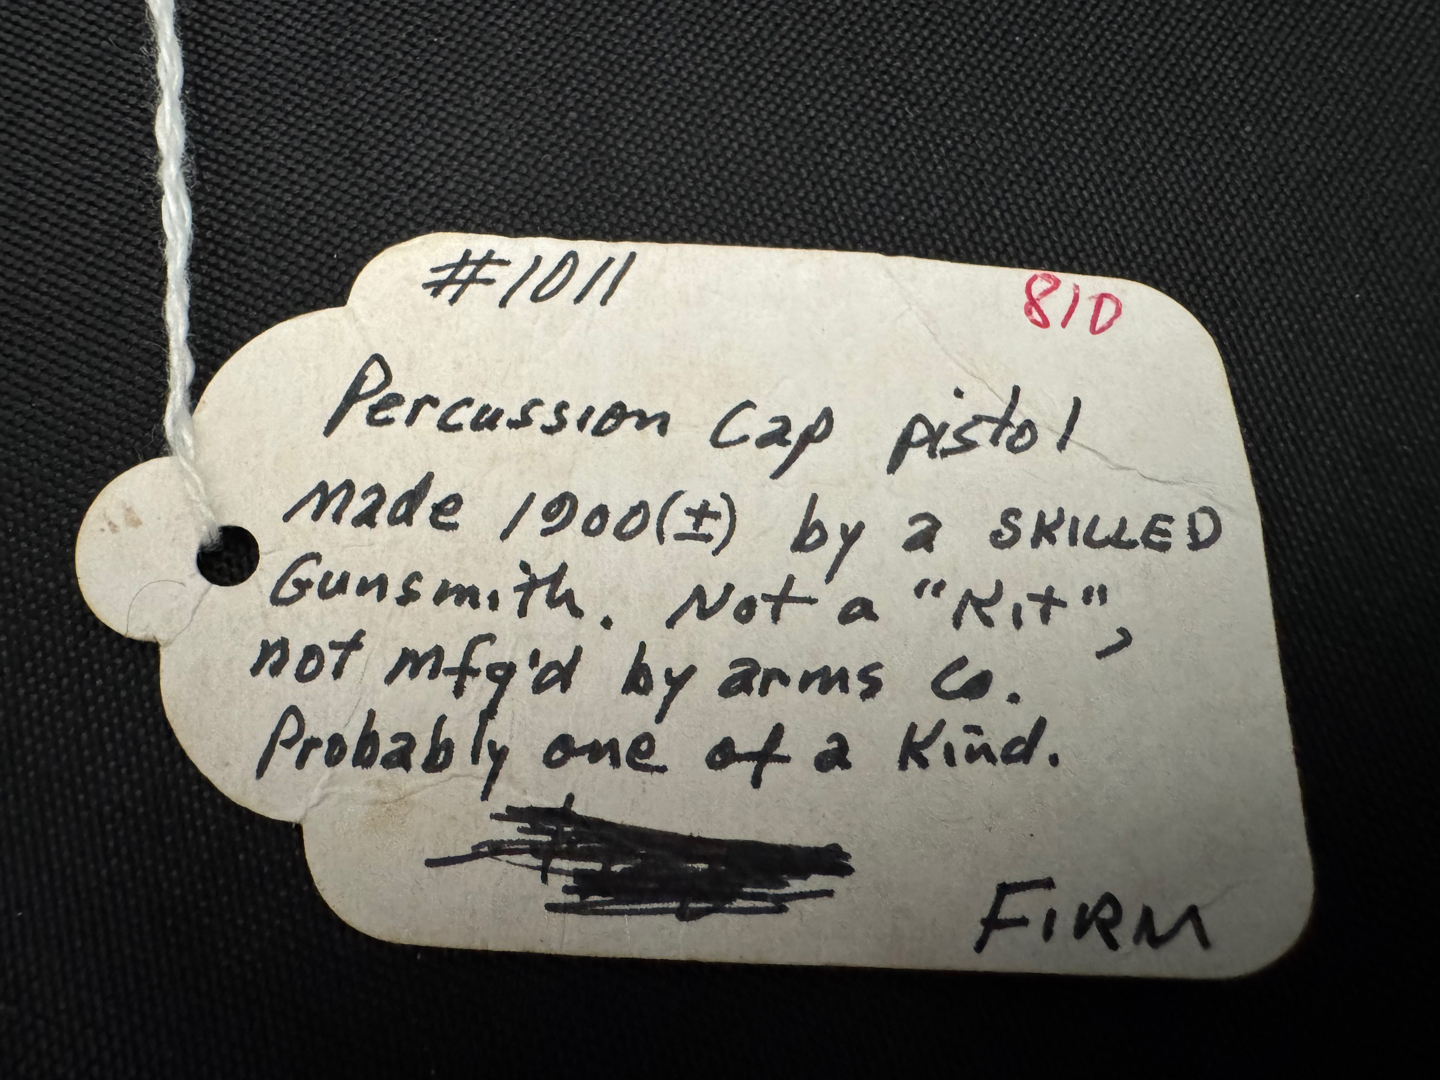 #1011 810
Percussion Cap pistol
made 1900(±) by a SKILLED
Gunsmith. Not a "Kit",
not mfg'd by arms Co.
Probably one of a Kind.
FIRM